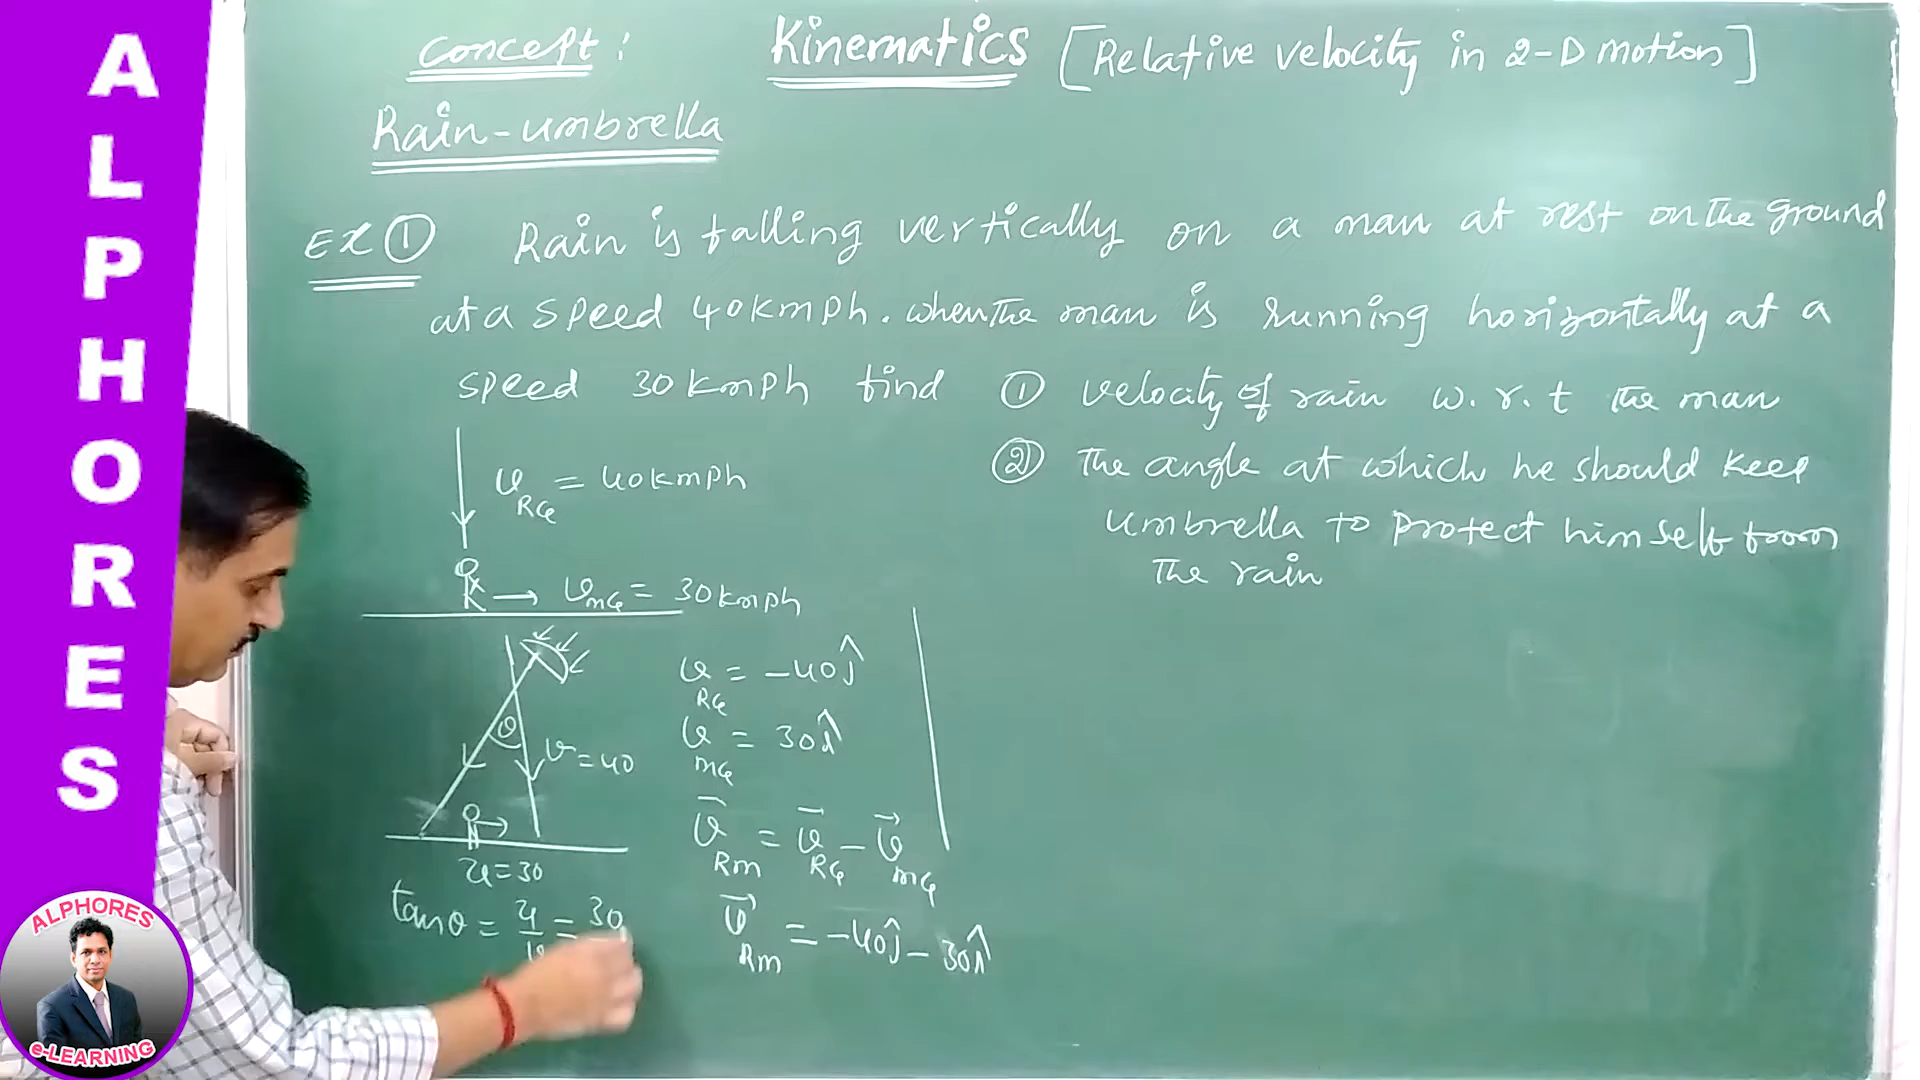 ALPHORES
Concept: Kinematics [Relative velocity in 2-D motion]
Rain-umbrella
Ex ① Rain is falling vertically on a man at rest on the ground
at a speed 40kmph. when the man is running horizontally at a
speed 30kmph find ① velocity of rain w.r.t the man
② The angle at which he should keep
umbrella to protect himself from
the rain
v_RG = 40kmph
v_mG = 30kmph
v_RG = -40ĵ
θ
v_mG = 30î
v = 40
v⃗_Rm = v⃗_RG - v⃗_mG
u = 30
tanθ = u/v = 30
v⃗_Rm = -40ĵ - 30î
ALPHORES
e-LEARNING